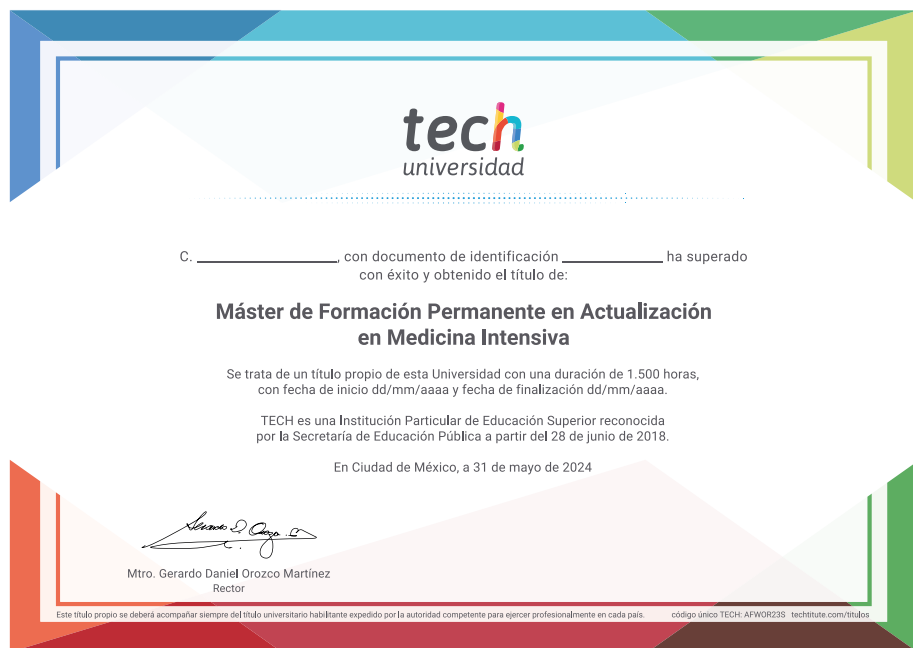 tech
universidad
C. ____________________, con documento de identificación ______________ ha superado
con éxito y obtenido el título de:
Máster de Formación Permanente en Actualización
en Medicina Intensiva
Se trata de un título propio de esta Universidad con una duración de 1.500 horas,
con fecha de inicio dd/mm/aaaa y fecha de finalización dd/mm/aaaa.
TECH es una Institución Particular de Educación Superior reconocida
por la Secretaría de Educación Pública a partir del 28 de junio de 2018.
En Ciudad de México, a 31 de mayo de 2024
Mtro. Gerardo Daniel Orozco Martínez
Rector
Este título propio se deberá acompañar siempre del título universitario habilitante expedido por la autoridad competente para ejercer profesionalmente en cada país. código único TECH: AFWOR23S techtitute.com/titulos